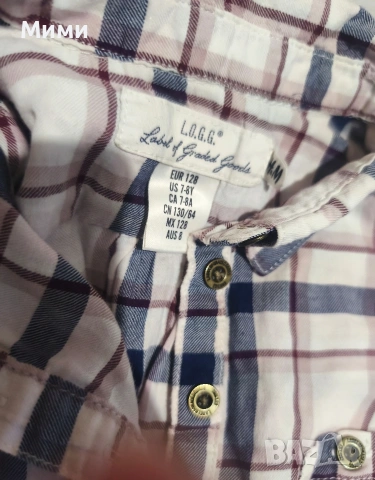 Мими
L.O.G.G.®
Label of Graded Goods
H&M
EUR 128
US 7-8Y
CA 7-8A
CN 130/64
MX 128
AUS 8
BAZAR